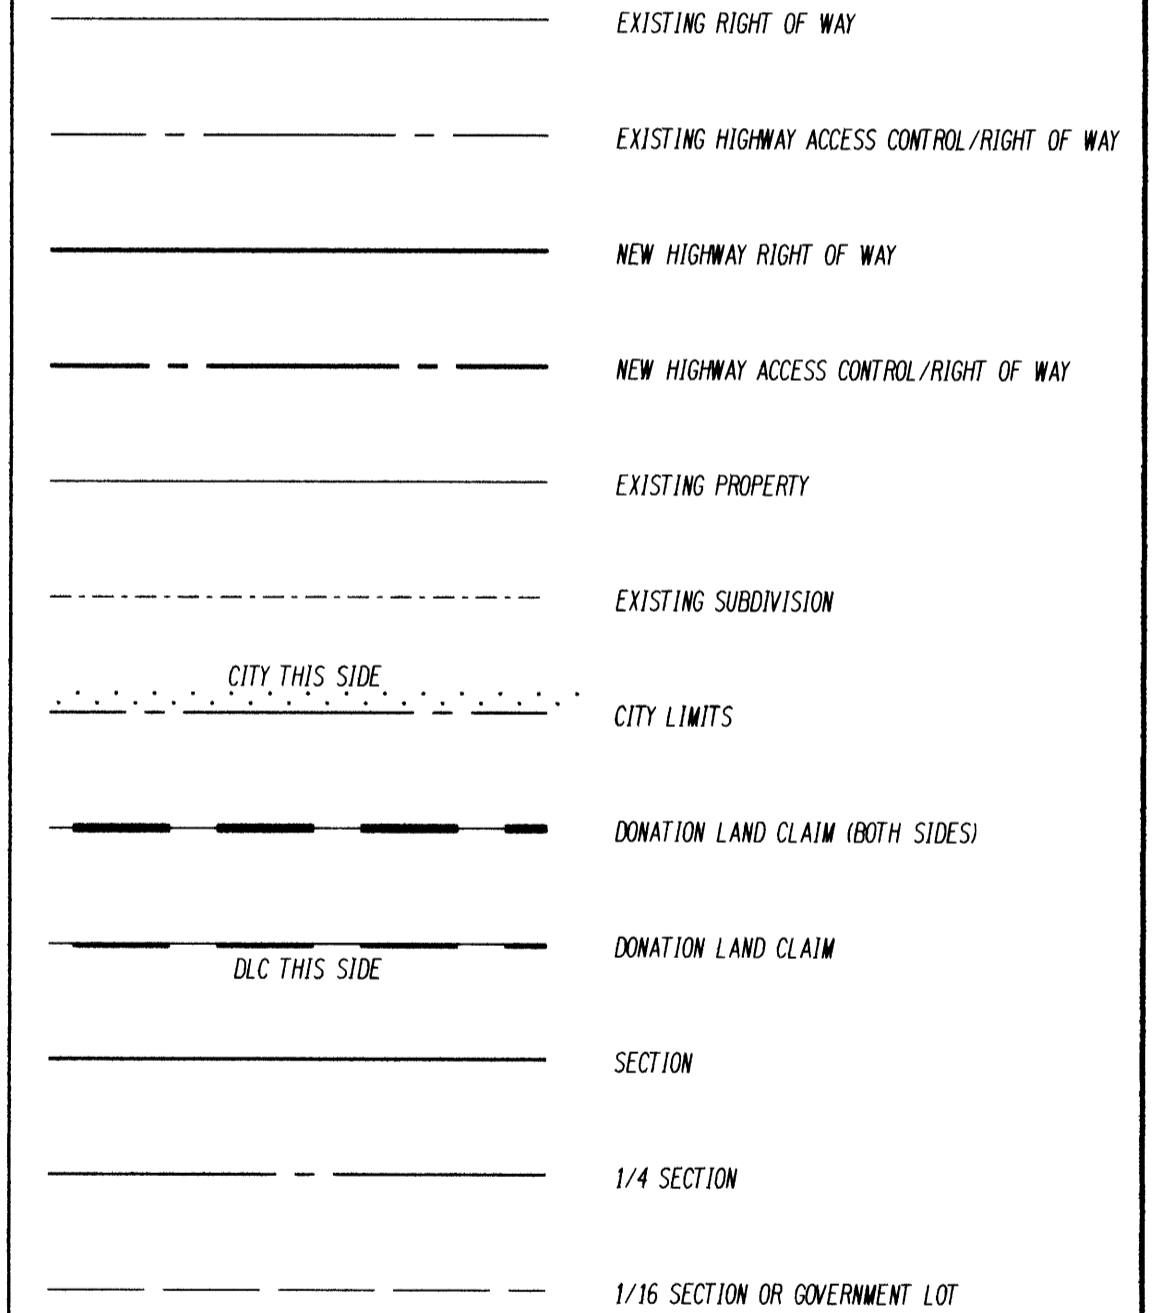 EXISTING RIGHT OF WAY
EXISTING HIGHWAY ACCESS CONTROL/RIGHT OF WAY
NEW HIGHWAY RIGHT OF WAY
NEW HIGHWAY ACCESS CONTROL/RIGHT OF WAY
EXISTING PROPERTY
EXISTING SUBDIVISION
CITY THIS SIDE
CITY LIMITS
DONATION LAND CLAIM (BOTH SIDES)
DONATION LAND CLAIM
DLC THIS SIDE
SECTION
1/4 SECTION
1/16 SECTION OR GOVERNMENT LOT